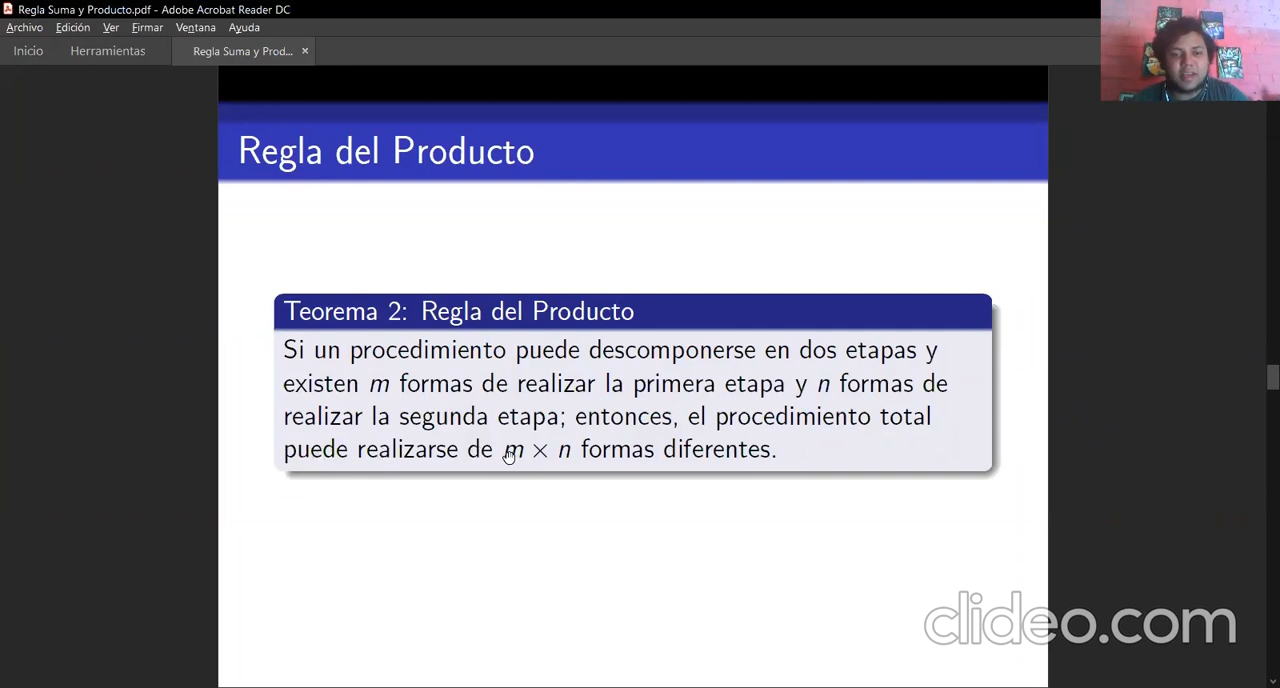 Regla Suma y Producto.pdf - Adobe Acrobat Reader DC
Archivo Edición Ver Firmar Ventana Ayuda
Inicio Herramientas Regla Suma y Prod... ×
Regla del Producto
Teorema 2: Regla del Producto
Si un procedimiento puede descomponerse en dos etapas y
existen m formas de realizar la primera etapa y n formas de
realizar la segunda etapa; entonces, el procedimiento total
puede realizarse de m × n formas diferentes.
clideo.com